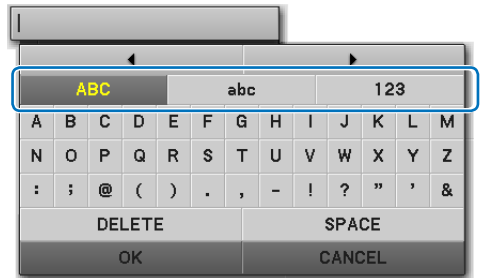 ABC abc 123
A B C D E F G H I J K L M
N O P Q R S T U V W X Y Z
: ; @ ( ) . , - ! ? ” ’ &
DELETE SPACE
OK CANCEL